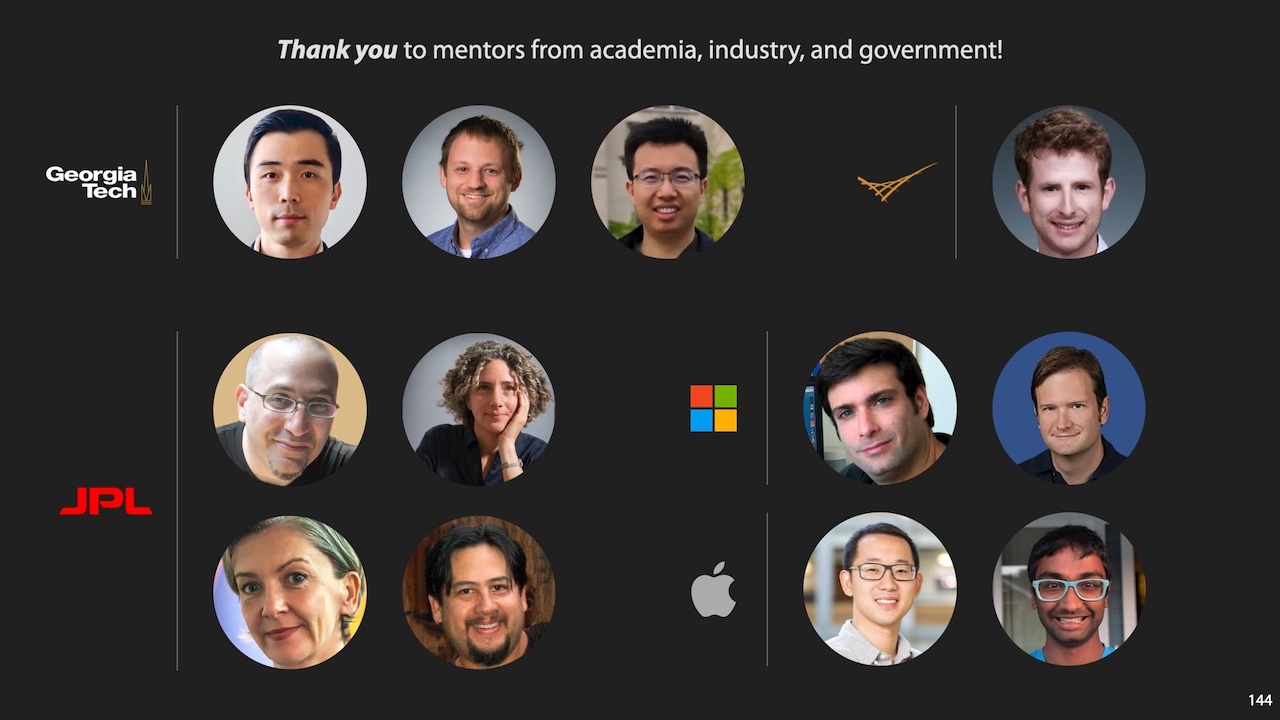 Thank you to mentors from academia, industry, and government!
Georgia
Tech
JPL
144